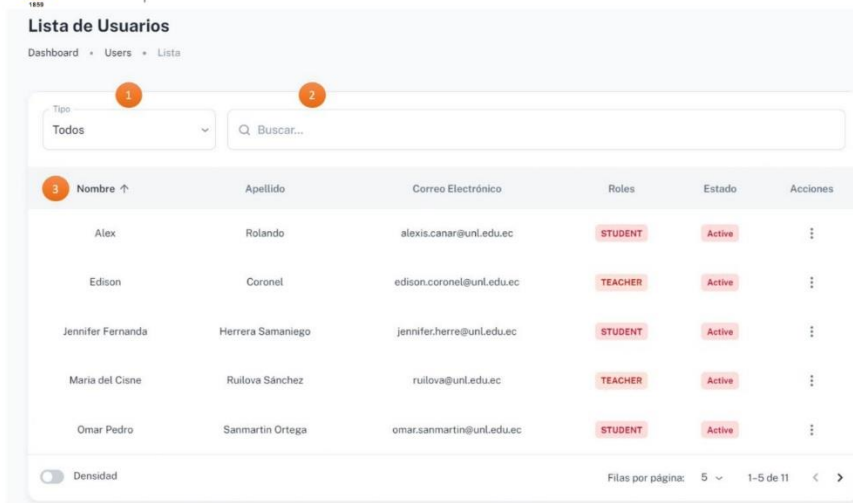 1859
Lista de Usuarios
Dashboard • Users • Lista
1 2
Tipo
Todos Buscar...
3 Nombre ↑ Apellido Correo Electrónico Roles Estado Acciones
Alex Rolando alexis.canar@unl.edu.ec STUDENT Active
Edison Coronel edison.coronel@unl.edu.ec TEACHER Active
Jennifer Fernanda Herrera Samaniego jennifer.herre@unl.edu.ec STUDENT Active
Maria del Cisne Ruilova Sánchez ruilova@unl.edu.ec TEACHER Active
Omar Pedro Sanmartin Ortega omar.sanmartin@unl.edu.ec STUDENT Active
Densidad Filas por página: 5 1–5 de 11